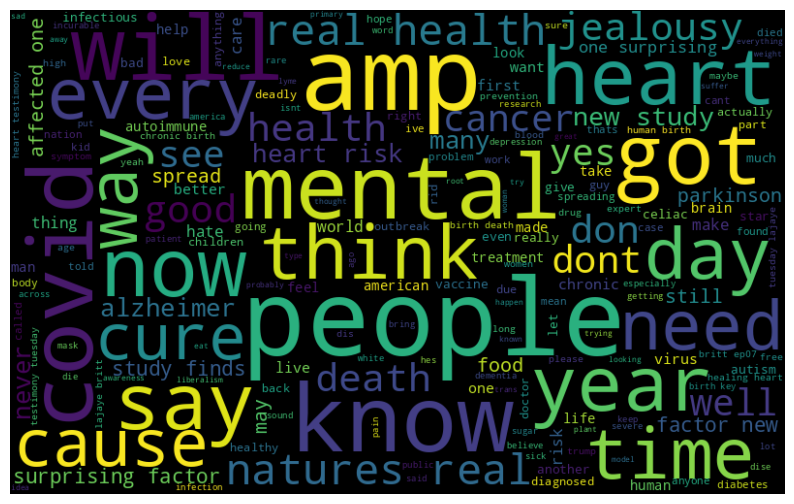 sad
incurable
infectious
help
will
real health
hope
sure
died
jealousy
away
word
primary
rare
everything
high
bad
love
care
anything
reduce
amp
look
one surprising
weight
affected one
deadly
lyme
want
maybe
suffer
heart testimony
every
isnt
first
prevention
research
heart
put
america
cancer
new study
cant
nation
autoimmune
chronic birth
health
right
ive
depression
thats
actually
human birth
great
kid
symptom
yeah
way
see
heart risk
many
blood
yes
got
part
spread
mental
problem
work
take
guy
much
better
rid
root
try
give
spreading
parkinson
covid
thing
good
thought
woman
drug
expert
celiac
brain
star
going
birth death
made
make
hate
world
outbreak
even
really
don
case
found
children
patient
think
treatment
women
dont
especially
day
tuesday lajaye
man
age
told
type
ago
american
vaccine
due
happen
chronic
getting
body
now
feel
probably
mean
still
across
alzheimer
dis
bring
long
known
let
trying
need
never
called
mask
cure
people
white
hes
please
looking
virus
britt ep07
free
die
eat
study finds
live
food
dementia
trans
autism
healing heart
testimony tuesday
lajaye britt
awareness
liberalism
death
back
one
doctor
life
birth key
say
may
sound
pain
sugar
year
keep
severe
well
healthy
know
believe
sick
plant
risk
factor new
cause
public
said
another
trump
rise
lot
surprising factor
natures real
diagnosed
human
anyone
time
dise
idea
infection
model
diabetes